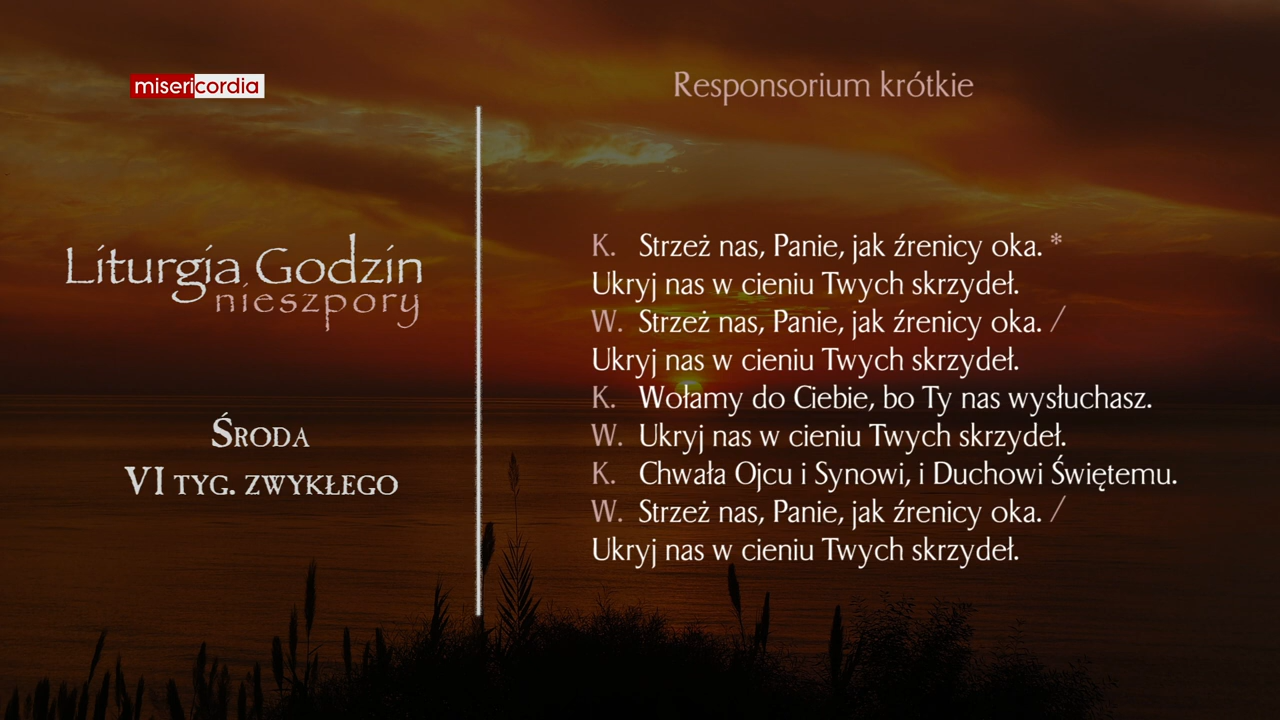 misericordia
Responsorium krótkie
Liturgia Godzin
nieszpory
Środa
VI tyg. zwykłego
K. Strzeż nas, Panie, jak źrenicy oka. *
Ukryj nas w cieniu Twych skrzydeł.
W. Strzeż nas, Panie, jak źrenicy oka. /
Ukryj nas w cieniu Twych skrzydeł.
K. Wołamy do Ciebie, bo Ty nas wysłuchasz.
W. Ukryj nas w cieniu Twych skrzydeł.
K. Chwała Ojcu i Synowi, i Duchowi Świętemu.
W. Strzeż nas, Panie, jak źrenicy oka. /
Ukryj nas w cieniu Twych skrzydeł.